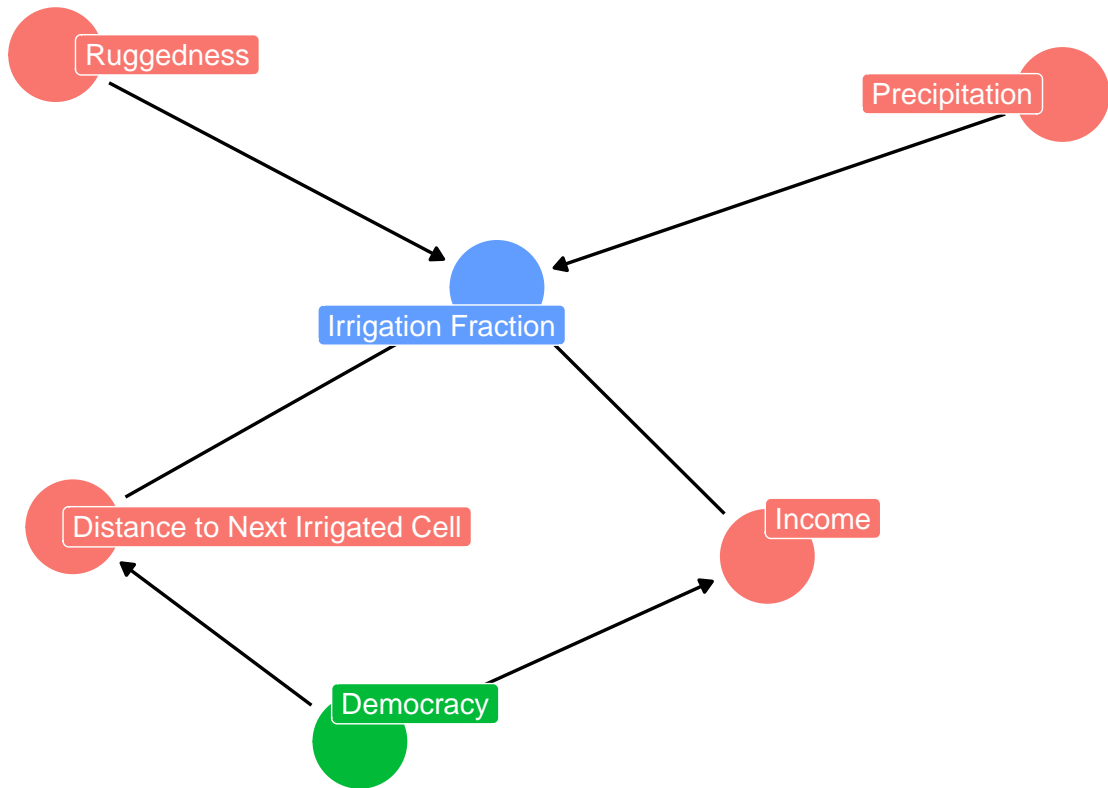 Ruggedness
Precipitation
Irrigation Fraction
Income
Distance to Next Irrigated Cell
Democracy